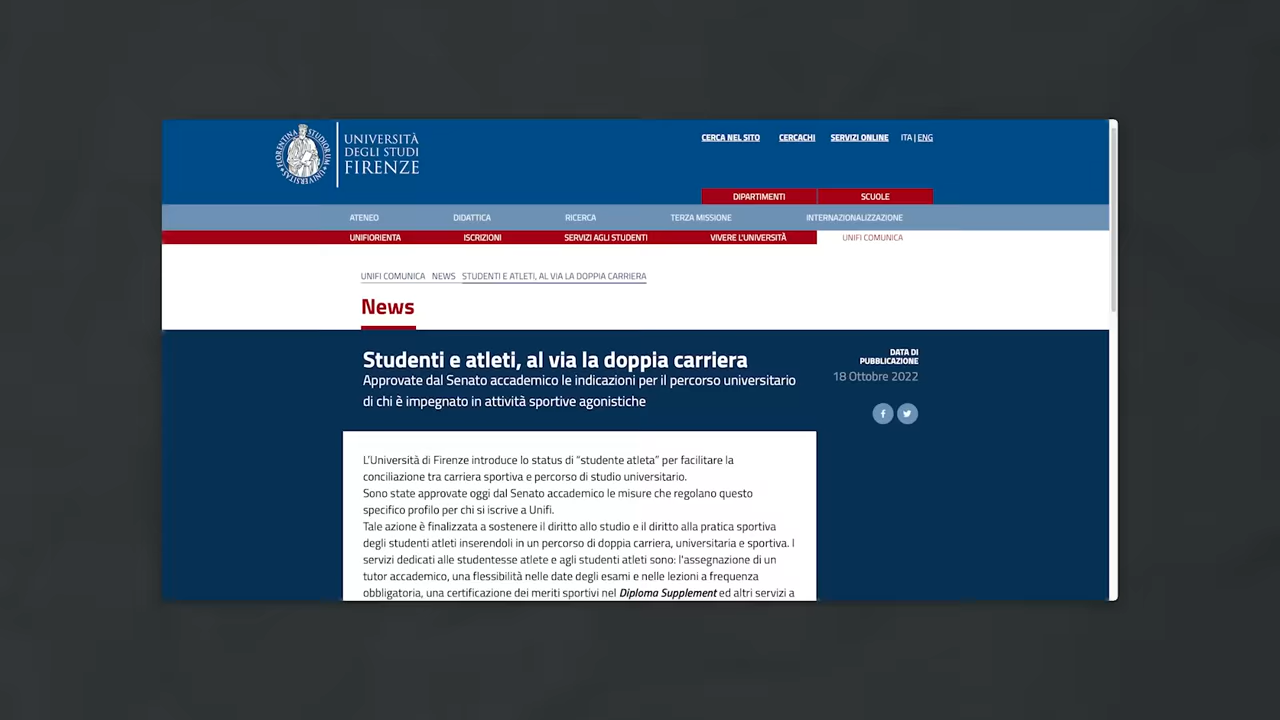 FLORENTINA STUDIORUM UNIVERSITAS
UNIVERSITÀ
DEGLI STUDI
FIRENZE
CERCA NEL SITO CERCACHI SERVIZI ONLINE ITA | ENG
DIPARTIMENTI SCUOLE
ATENEO DIDATTICA RICERCA TERZA MISSIONE INTERNAZIONALIZZAZIONE
UNIFIORIENTA ISCRIZIONI SERVIZI AGLI STUDENTI VIVERE L'UNIVERSITÀ UNIFI COMUNICA
UNIFI COMUNICA NEWS STUDENTI E ATLETI, AL VIA LA DOPPIA CARRIERA
News
Studenti e atleti, al via la doppia carriera
Approvate dal Senato accademico le indicazioni per il percorso universitario
di chi è impegnato in attività sportive agonistiche
DATA DI
PUBBLICAZIONE
18 Ottobre 2022
L'Università di Firenze introduce lo status di “studente atleta” per facilitare la
conciliazione tra carriera sportiva e percorso di studio universitario.
Sono state approvate oggi dal Senato accademico le misure che regolano questo
specifico profilo per chi si iscrive a Unifi.
Tale azione è finalizzata a sostenere il diritto allo studio e il diritto alla pratica sportiva
degli studenti atleti inserendoli in un percorso di doppia carriera, universitaria e sportiva. I
servizi dedicati alle studentesse atlete e agli studenti atleti sono: l'assegnazione di un
tutor accademico, una flessibilità nelle date degli esami e nelle lezioni a frequenza
obbligatoria, una certificazione dei meriti sportivi nel Diploma Supplement ed altri servizi a